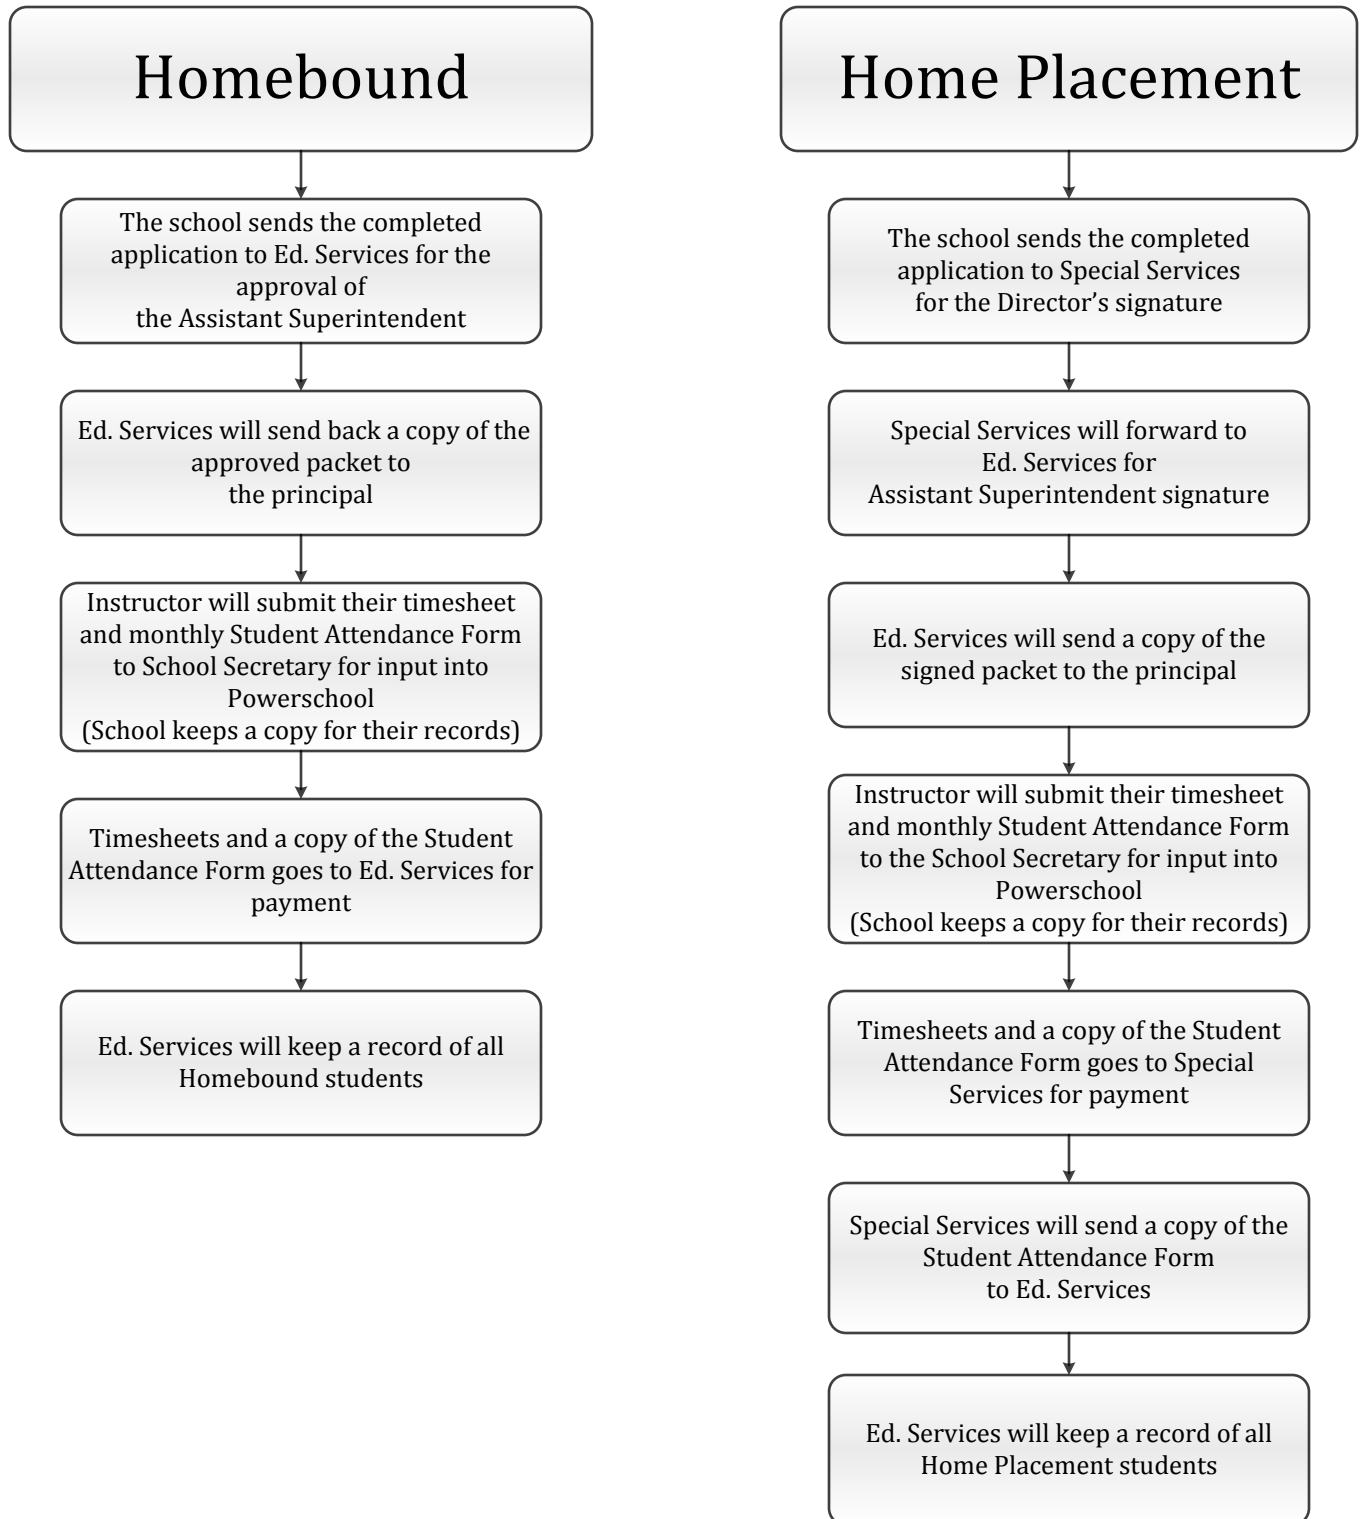 Homebound
The school sends the completed
application to Ed. Services for the
approval of
the Assistant Superintendent
Ed. Services will send back a copy of the
approved packet to
the principal
Instructor will submit their timesheet
and monthly Student Attendance Form
to School Secretary for input into
Powerschool
(School keeps a copy for their records)
Timesheets and a copy of the Student
Attendance Form goes to Ed. Services for
payment
Ed. Services will keep a record of all
Homebound students
Home Placement
The school sends the completed
application to Special Services
for the Director’s signature
Special Services will forward to
Ed. Services for
Assistant Superintendent signature
Ed. Services will send a copy of the
signed packet to the principal
Instructor will submit their timesheet
and monthly Student Attendance Form
to the School Secretary for input into
Powerschool
(School keeps a copy for their records)
Timesheets and a copy of the Student
Attendance Form goes to Special
Services for payment
Special Services will send a copy of the
Student Attendance Form
to Ed. Services
Ed. Services will keep a record of all
Home Placement students